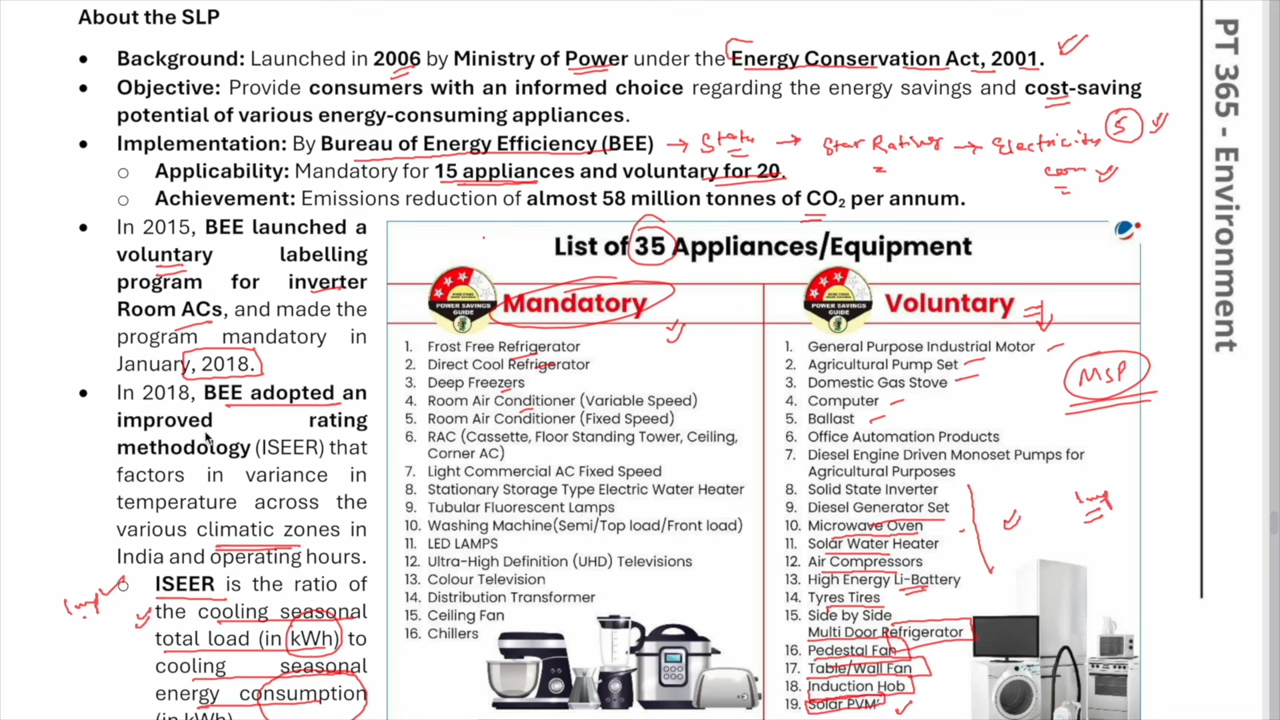 About the SLP
• Background: Launched in 2006 by Ministry of Power under the Energy Conservation Act, 2001.
• Objective: Provide consumers with an informed choice regarding the energy savings and cost-saving
potential of various energy-consuming appliances.
• Implementation: By Bureau of Energy Efficiency (BEE) → State → Star Ratings → Electricity
5
com
○ Applicability: Mandatory for 15 appliances and voluntary for 20.
○ Achievement: Emissions reduction of almost 58 million tonnes of CO₂ per annum.
• In 2015, BEE launched a
voluntary labelling
program for inverter
Room ACs, and made the
program mandatory in
January, 2018.
• In 2018, BEE adopted an
improved rating
methodology (ISEER) that
factors in variance in
temperature across the
various climatic zones in
India and operating hours.
○ ISEER is the ratio of
the cooling seasonal
total load (in kWh) to
cooling seasonal
energy consumption
(in kWh)
Imp
List of 35 Appliances/Equipment
POWER SAVINGS
GUIDE
Mandatory
1. Frost Free Refrigerator
2. Direct Cool Refrigerator
3. Deep Freezers
4. Room Air Conditioner (Variable Speed)
5. Room Air Conditioner (Fixed Speed)
6. RAC (Cassette, Floor Standing Tower, Ceiling,
Corner AC)
7. Light Commercial AC Fixed Speed
8. Stationary Storage Type Electric Water Heater
9. Tubular Fluorescent Lamps
10. Washing Machine(Semi/Top load/Front load)
11. LED LAMPS
12. Ultra-High Definition (UHD) Televisions
13. Colour Television
14. Distribution Transformer
15. Ceiling Fan
16. Chillers
POWER SAVINGS
GUIDE
Voluntary
1. General Purpose Industrial Motor
2. Agricultural Pump Set
3. Domestic Gas Stove
4. Computer
5. Ballast
6. Office Automation Products
7. Diesel Engine Driven Monoset Pumps for
Agricultural Purposes
8. Solid State Inverter
9. Diesel Generator Set
10. Microwave Oven
11. Solar Water Heater
12. Air Compressors
13. High Energy Li-Battery
14. Tyres Tires
15. Side by Side
Multi Door Refrigerator
16. Pedestal Fan
17. Table/Wall Fan
18. Induction Hob
19. Solar PVM
MSP
Imp
PT 365 - Environment